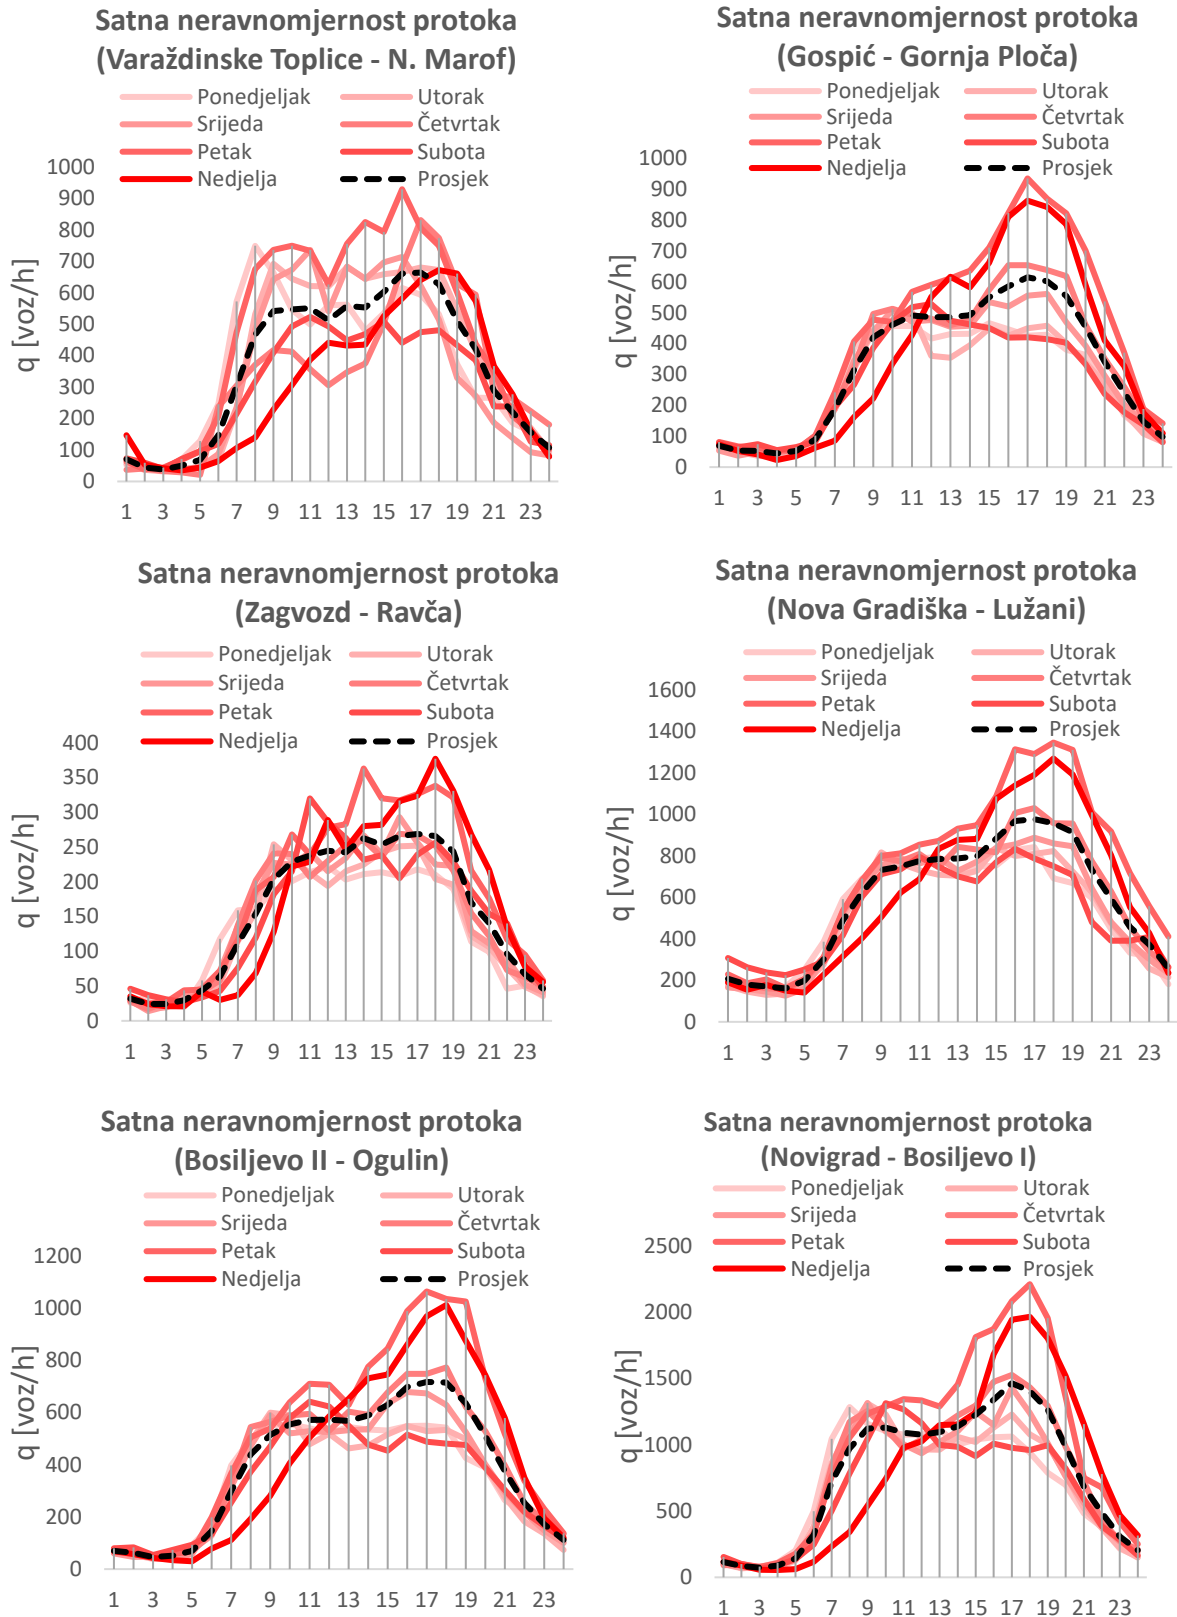 Satna neravnomjernost protoka
(Varaždinske Toplice - N. Marof)
Ponedjeljak Utorak
Srijeda Četvrtak
Petak Subota
Nedjelja Prosjek
1000
900
800
700
600
500
400
300
200
100
0
q [voz/h]
1 3 5 7 9 11 13 15 17 19 21 23
Satna neravnomjernost protoka
(Gospić - Gornja Ploča)
Ponedjeljak Utorak
Srijeda Četvrtak
Petak Subota
Nedjelja Prosjek
1000
900
800
700
600
500
400
300
200
100
0
q [voz/h]
1 3 5 7 9 11 13 15 17 19 21 23
Satna neravnomjernost protoka
(Zagvozd - Ravča)
Ponedjeljak Utorak
Srijeda Četvrtak
Petak Subota
Nedjelja Prosjek
400
350
300
250
200
150
100
50
0
q [voz/h]
1 3 5 7 9 11 13 15 17 19 21 23
Satna neravnomjernost protoka
(Nova Gradiška - Lužani)
Ponedjeljak Utorak
Srijeda Četvrtak
Petak Subota
Nedjelja Prosjek
1600
1400
1200
1000
800
600
400
200
0
q [voz/h]
1 3 5 7 9 11 13 15 17 19 21 23
Satna neravnomjernost protoka
(Bosiljevo II - Ogulin)
Ponedjeljak Utorak
Srijeda Četvrtak
Petak Subota
Nedjelja Prosjek
1200
1000
800
600
400
200
0
q [voz/h]
1 3 5 7 9 11 13 15 17 19 21 23
Satna neravnomjernost protoka
(Novigrad - Bosiljevo I)
Ponedjeljak Utorak
Srijeda Četvrtak
Petak Subota
Nedjelja Prosjek
2500
2000
1500
1000
500
0
q [voz/h]
1 3 5 7 9 11 13 15 17 19 21 23